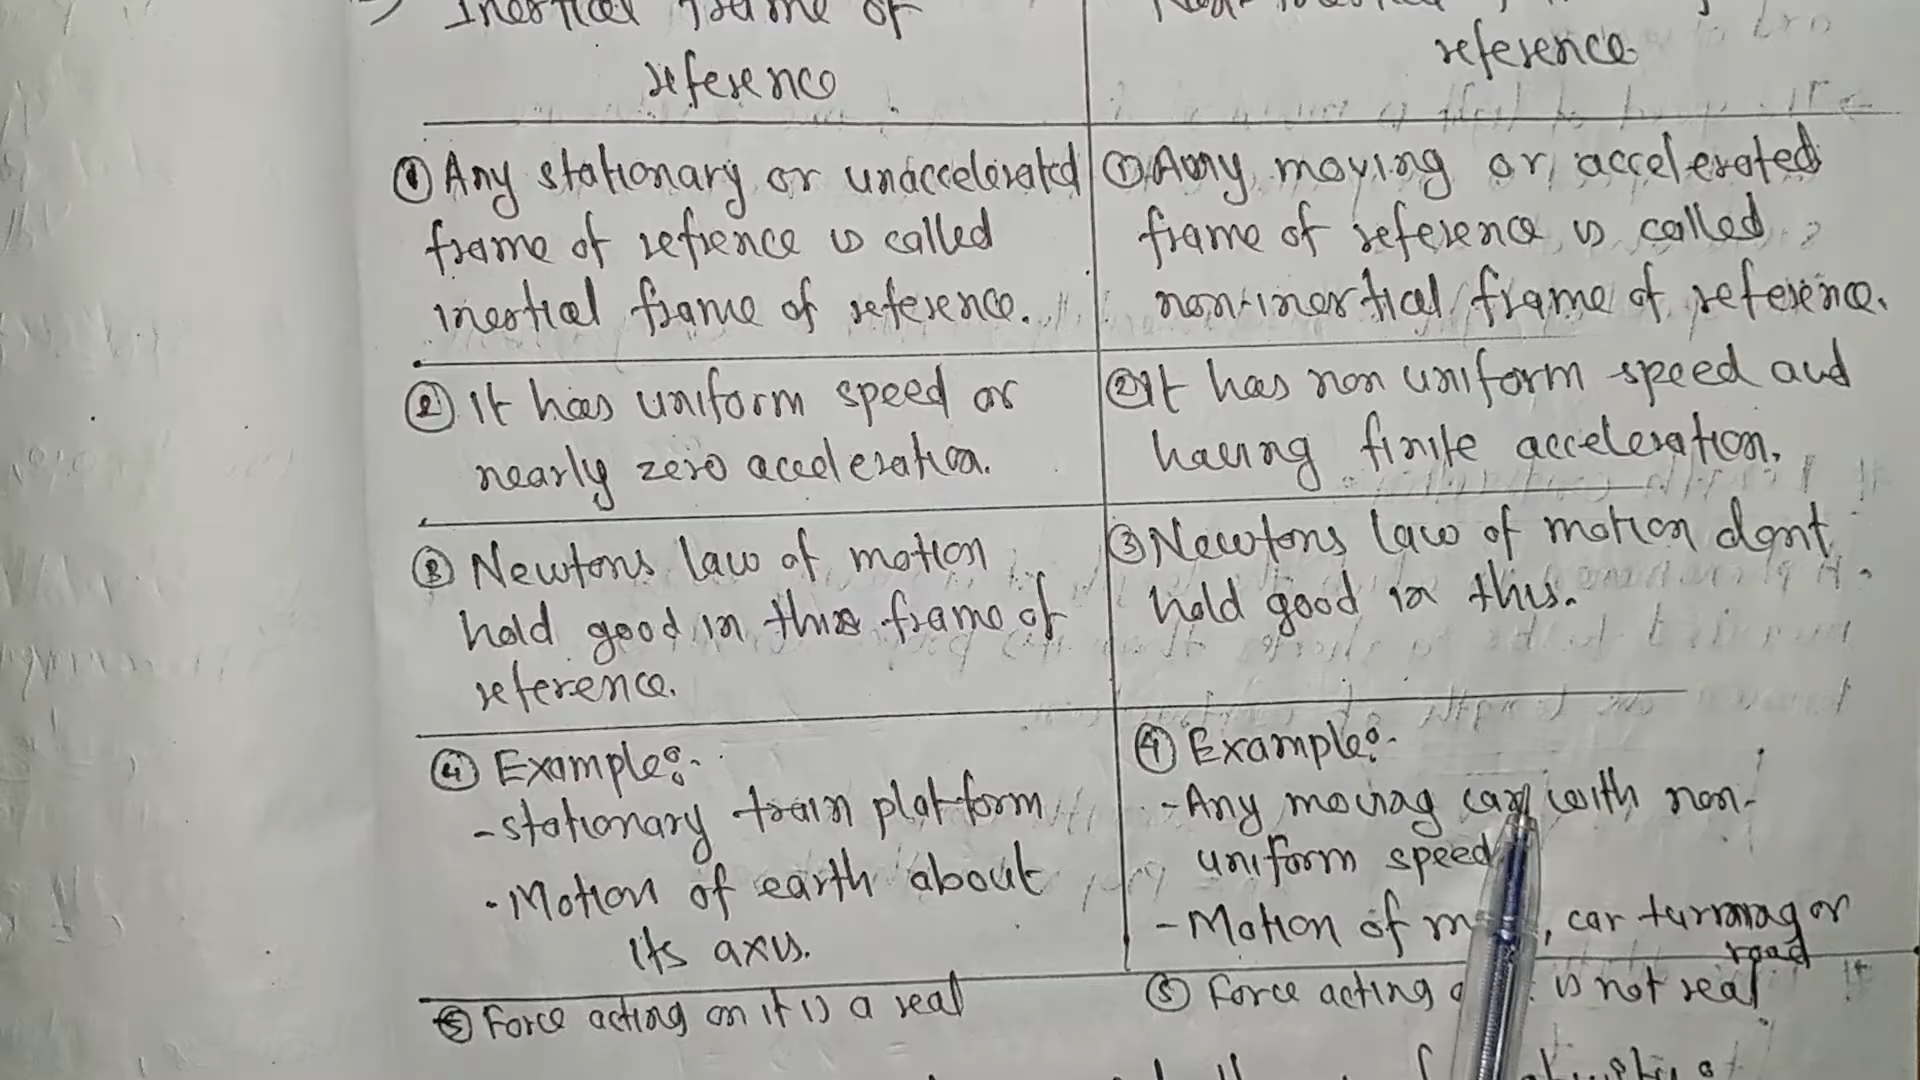 Inertial frame of
reference
reference.
① Any stationary or unaccelerated
frame of refrence is called
inertial frame of reference.
① Any moving or accelerated
frame of reference is called
non-inertial frame of reference.
② It has uniform speed or
nearly zero acceleration.
② It has non uniform speed and
having finite acceleration.
③ Newtons law of motion
hold good in this frame of
reference.
③ Newtons law of motion dont
hold good in this.
④ Example:-
-stationary train platform
-Motion of earth about
its axis.
④ Example:-
-Any moving car with non-
uniform speed
-Motion of m , car turning on
road
⑤ Force acting on it is a real
⑤ Force acting is not real